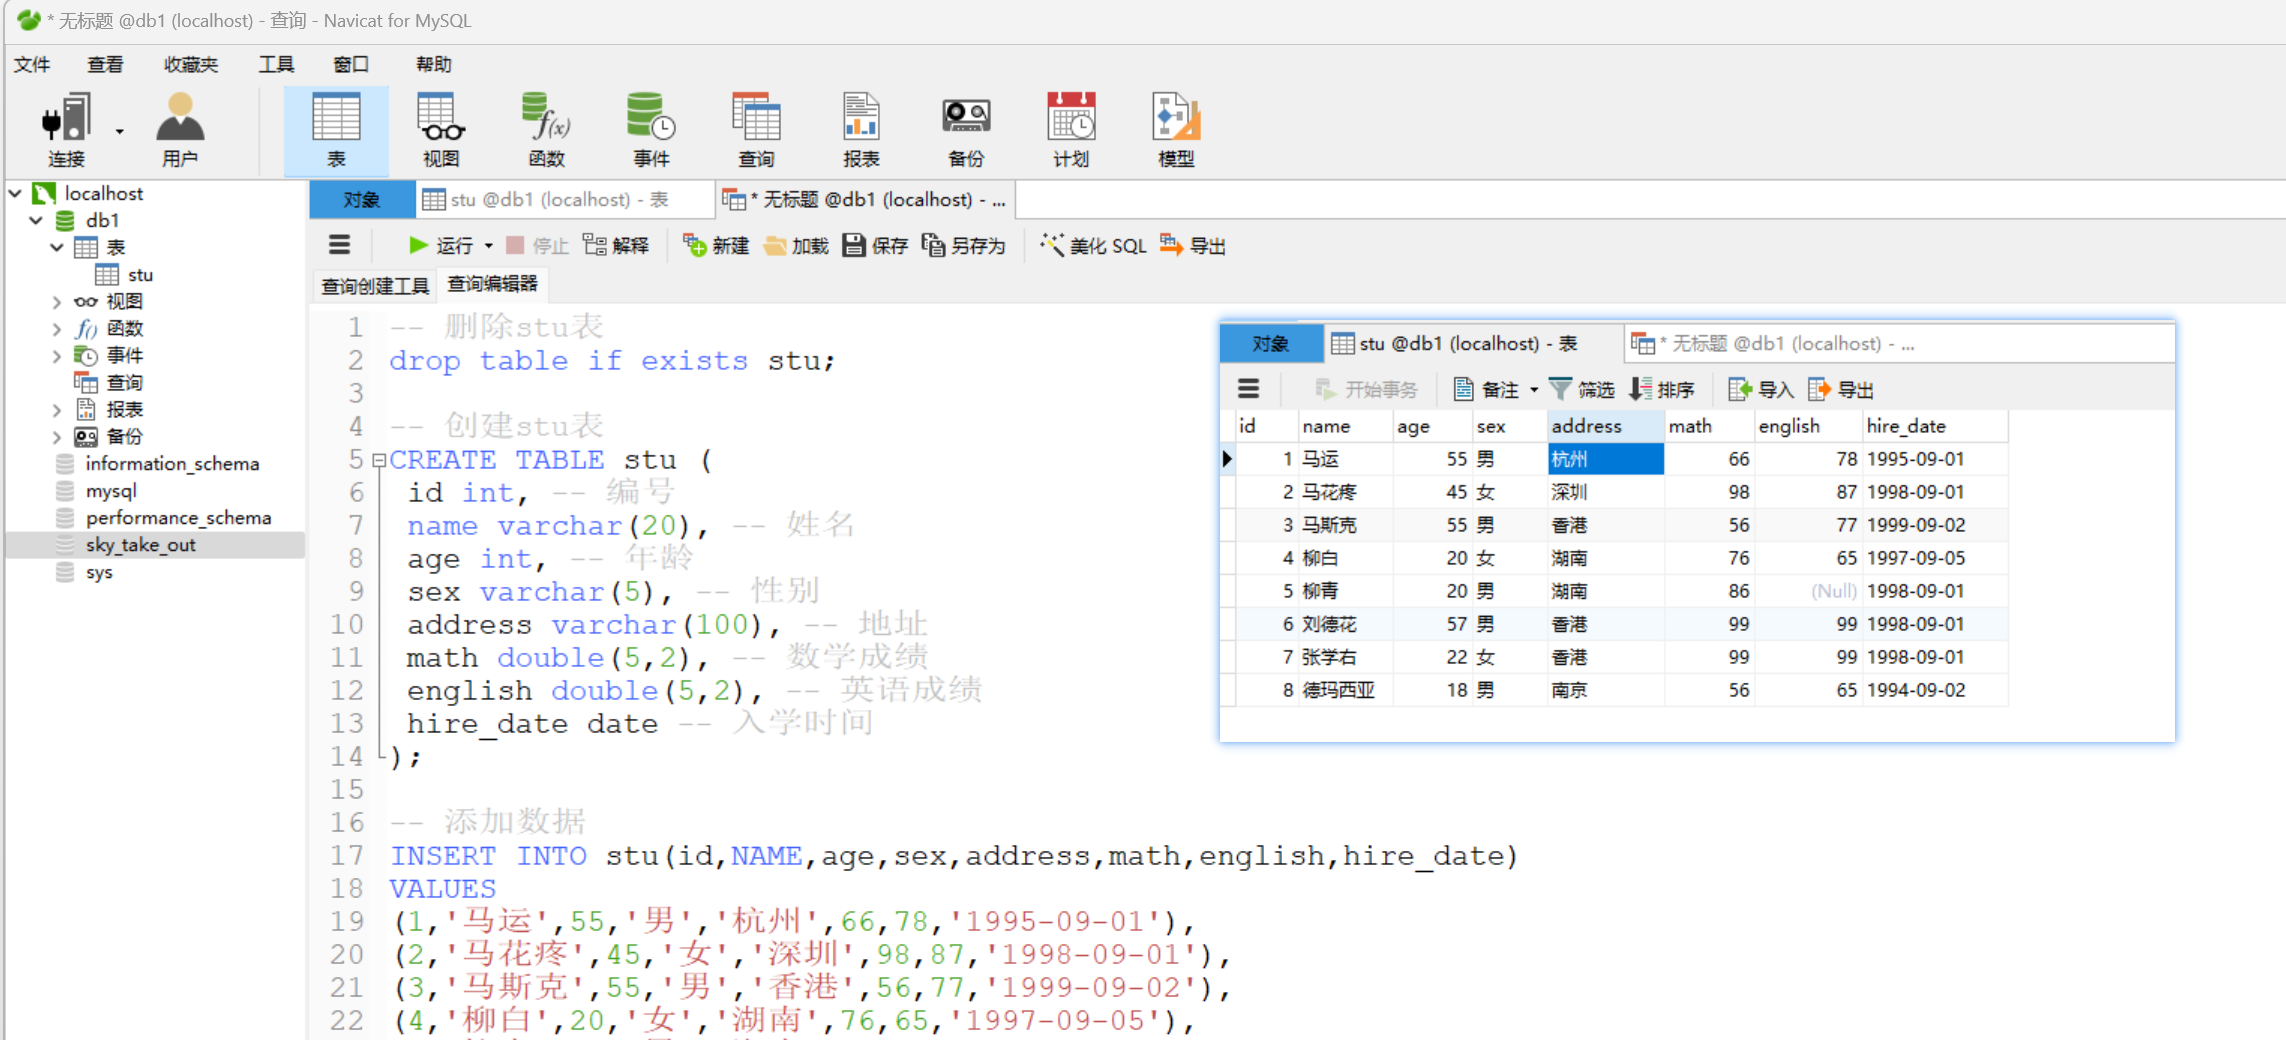 * 无标题 @db1 (localhost) - 查询 - Navicat for MySQL
文件 查看 收藏夹 工具 窗口 帮助
连接 用户 表 视图 函数 事件 查询 报表 备份 计划 模型
localhost
db1
表
stu
视图
函数
事件
查询
报表
备份
information_schema
mysql
performance_schema
sky_take_out
sys
对象 stu @db1 (localhost) - 表 * 无标题 @db1 (localhost) - ...
运行 停止 解释 新建 加载 保存 另存为 美化 SQL 导出
查询创建工具 查询编辑器
1 -- 删除stu表
2 drop table if exists stu;
3
4 -- 创建stu表
5 CREATE TABLE stu (
6 id int, -- 编号
7 name varchar(20), -- 姓名
8 age int, -- 年龄
9 sex varchar(5), -- 性别
10 address varchar(100), -- 地址
11 math double(5,2), -- 数学成绩
12 english double(5,2), -- 英语成绩
13 hire_date date -- 入学时间
14 );
15
16 -- 添加数据
17 INSERT INTO stu(id,NAME,age,sex,address,math,english,hire_date)
18 VALUES
19 (1,'马运',55,'男','杭州',66,78,'1995-09-01'),
20 (2,'马花疼',45,'女','深圳',98,87,'1998-09-01'),
21 (3,'马斯克',55,'男','香港',56,77,'1999-09-02'),
22 (4,'柳白',20,'女','湖南',76,65,'1997-09-05'),
对象 stu @db1 (localhost) - 表 * 无标题 @db1 (localhost) - ...
开始事务 备注 筛选 排序 导入 导出
id name age sex address math english hire_date
1 马运 55 男 杭州 66 78 1995-09-01
2 马花疼 45 女 深圳 98 87 1998-09-01
3 马斯克 55 男 香港 56 77 1999-09-02
4 柳白 20 女 湖南 76 65 1997-09-05
5 柳青 20 男 湖南 86 (Null) 1998-09-01
6 刘德花 57 男 香港 99 99 1998-09-01
7 张学右 22 女 香港 99 99 1998-09-01
8 德玛西亚 18 男 南京 56 65 1994-09-02